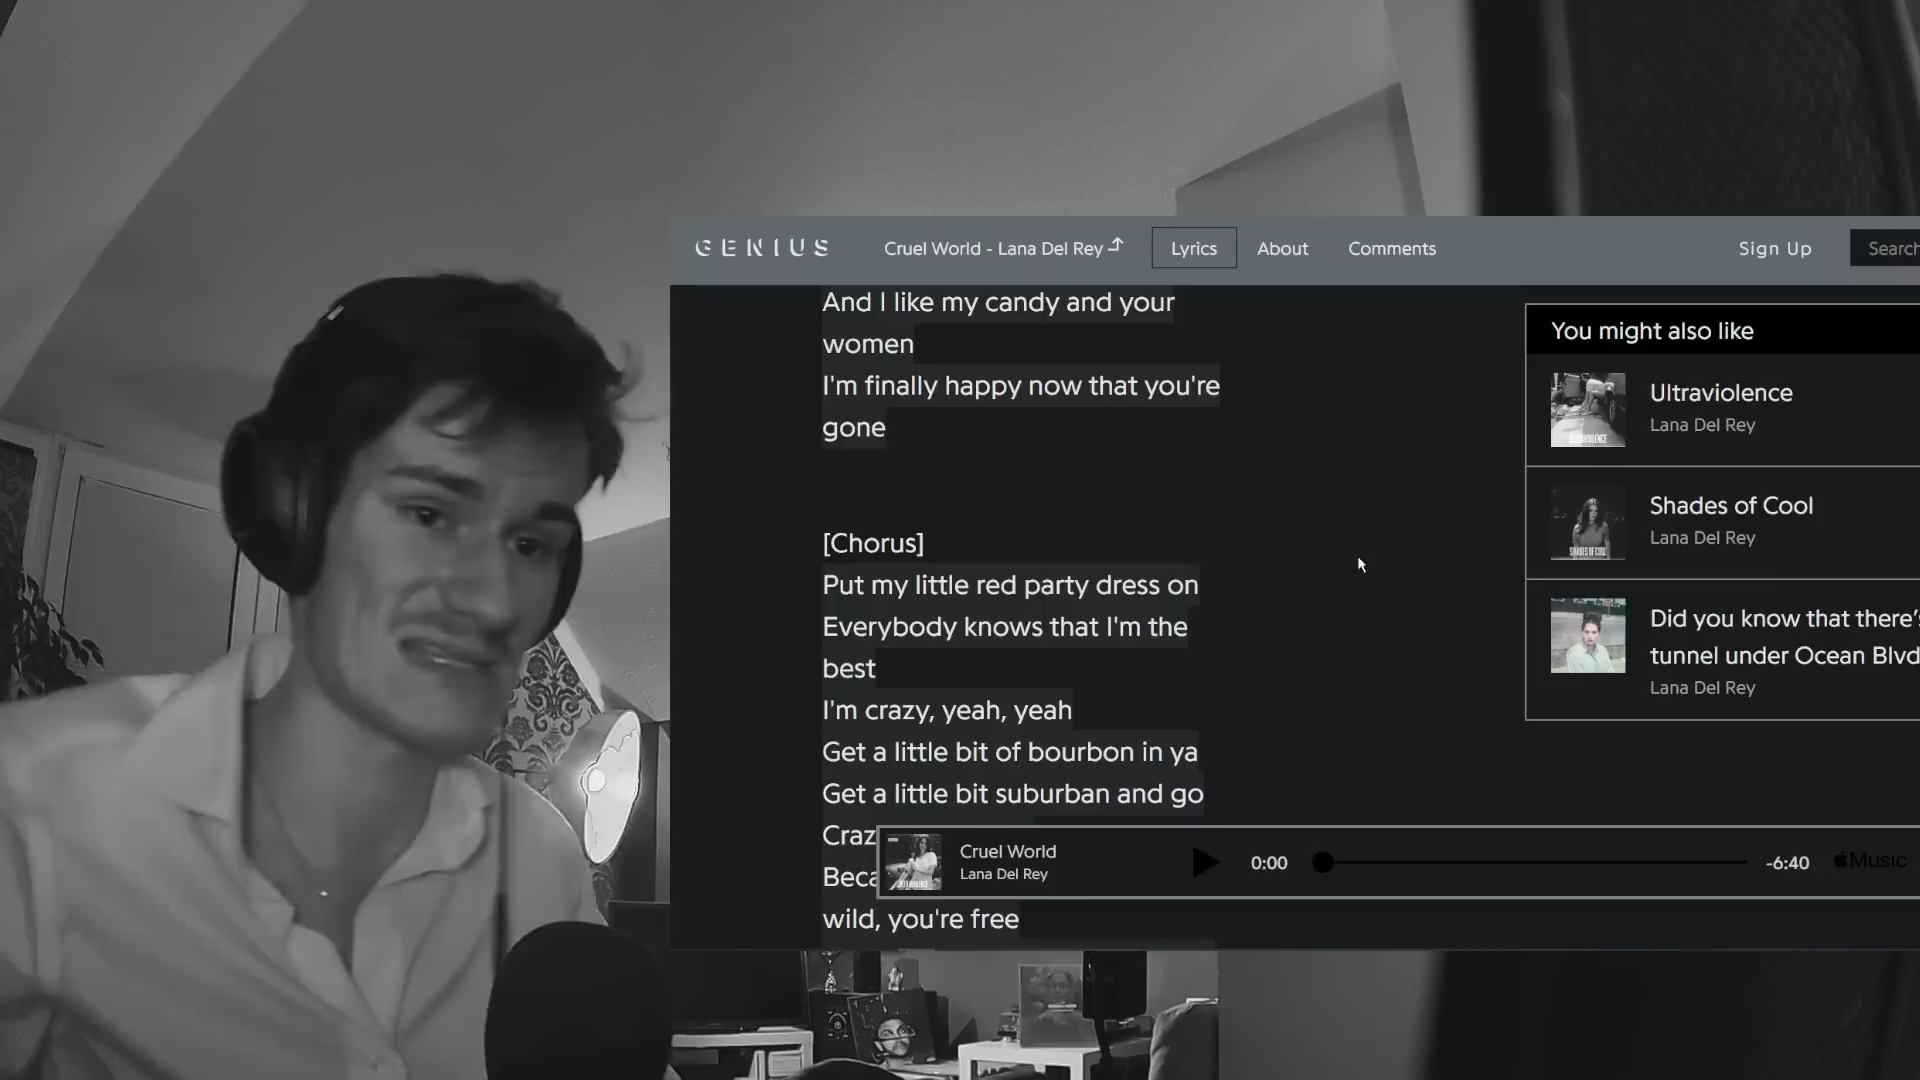 GENIUS
Cruel World - Lana Del Rey
Lyrics
About
Comments
Sign Up
Search
And I like my candy and your
women
I'm finally happy now that you're
gone
[Chorus]
Put my little red party dress on
Everybody knows that I'm the
best
I'm crazy, yeah, yeah
Get a little bit of bourbon in ya
Get a little bit suburban and go
Craz
Beca
wild, you're free
You might also like
Ultraviolence
Lana Del Rey
Shades of Cool
Lana Del Rey
Did you know that there's
tunnel under Ocean Blvd
Lana Del Rey
Cruel World
Lana Del Rey
0:00
-6:40
Music